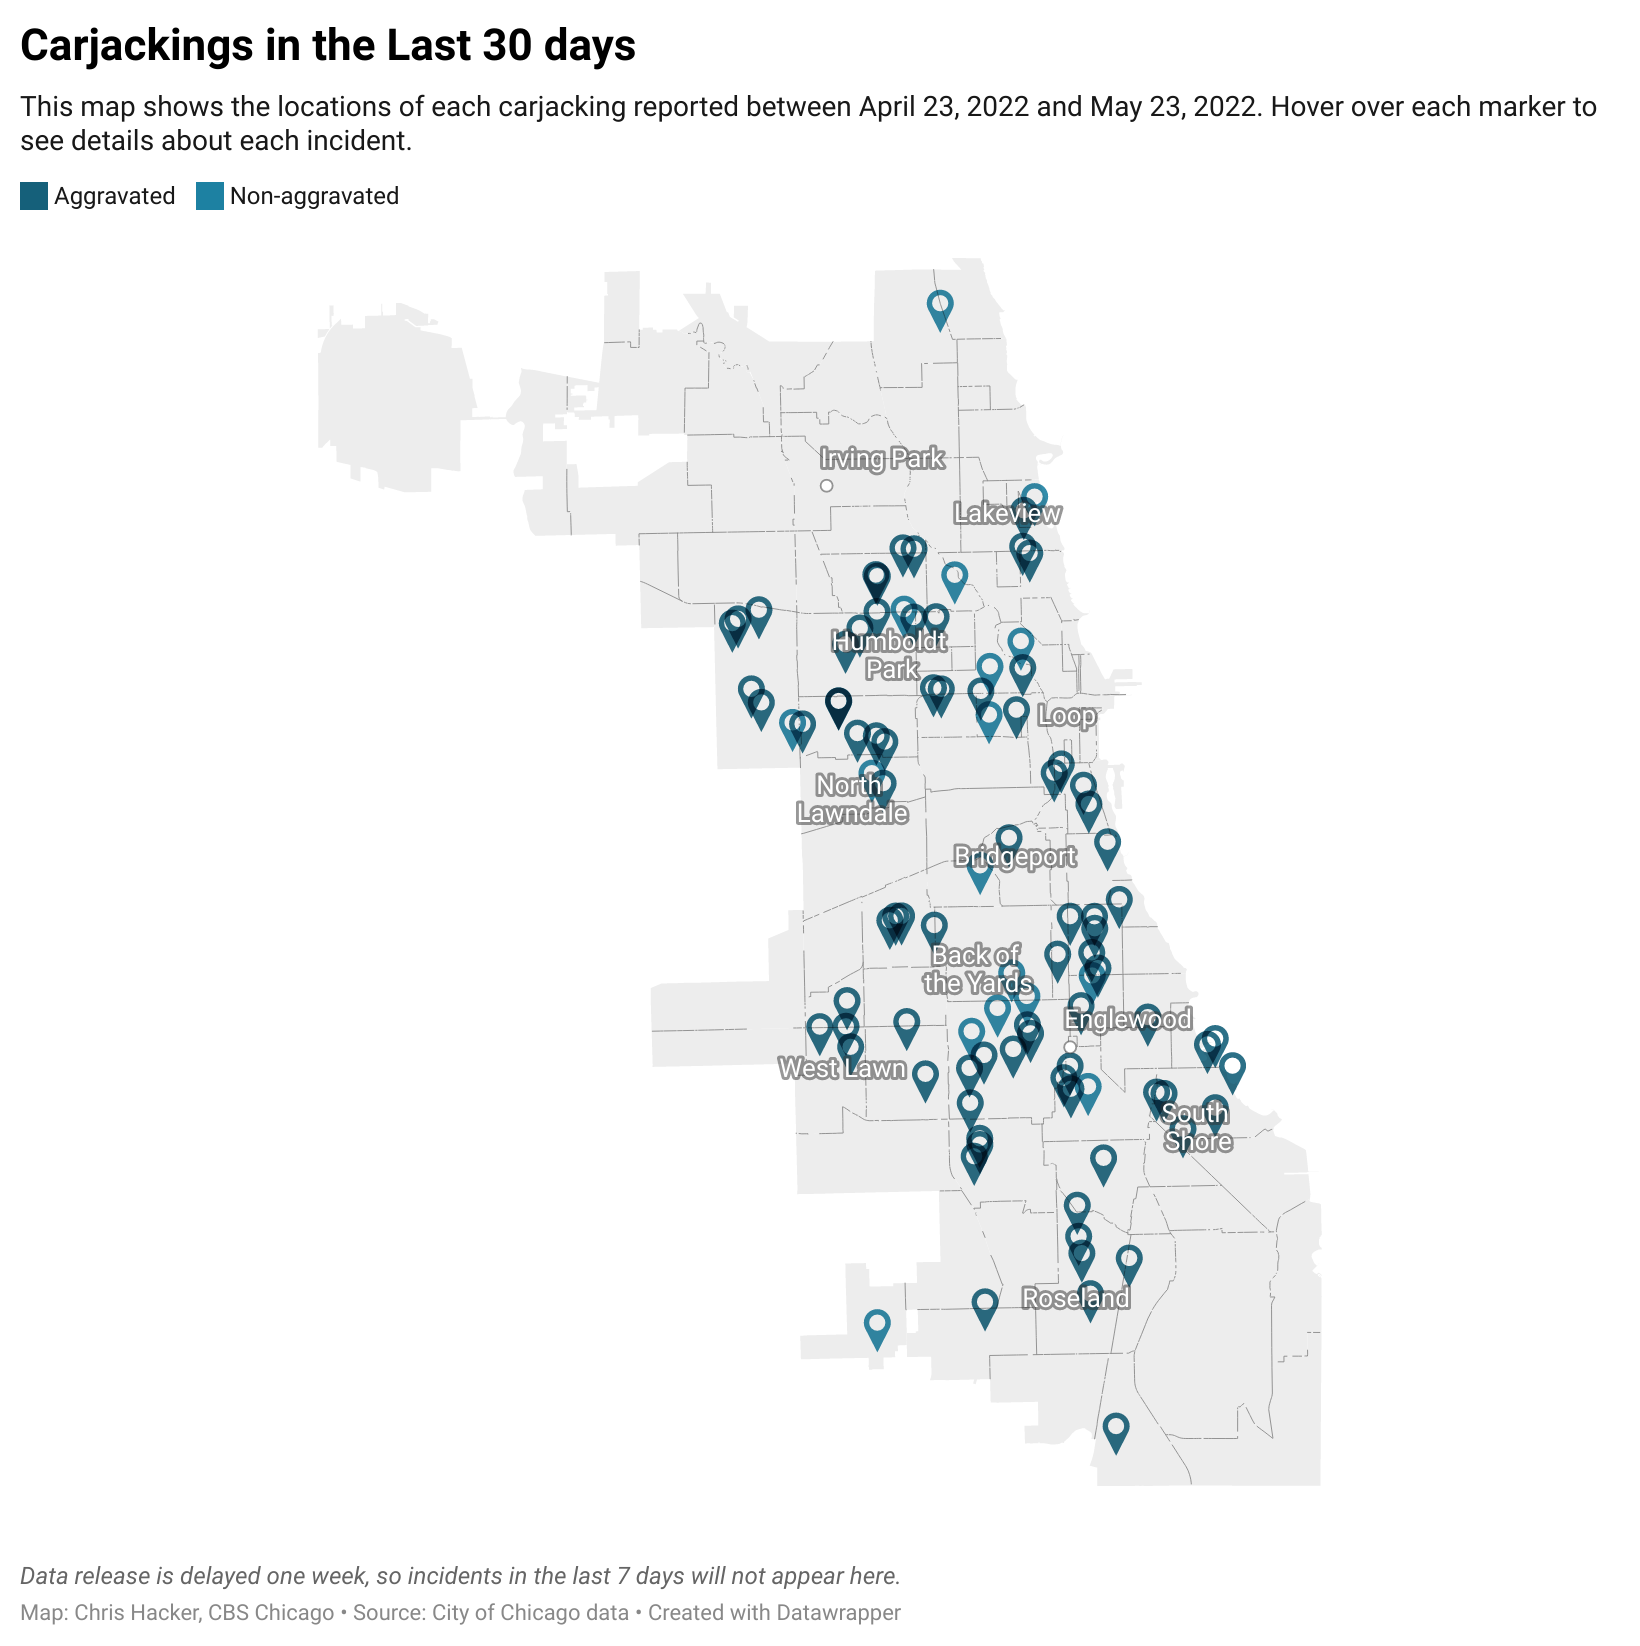 Carjackings in the Last 30 days
This map shows the locations of each carjacking reported between April 23, 2022 and May 23, 2022. Hover over each marker to
see details about each incident.
Aggravated Non-aggravated
Irving Park
Lakeview
Humboldt
Park
Loop
North
Lawndale
Bridgeport
Back of
the Yards
Englewood
West Lawn
South
Shore
Roseland
Data release is delayed one week, so incidents in the last 7 days will not appear here.
Map: Chris Hacker, CBS Chicago • Source: City of Chicago data • Created with Datawrapper